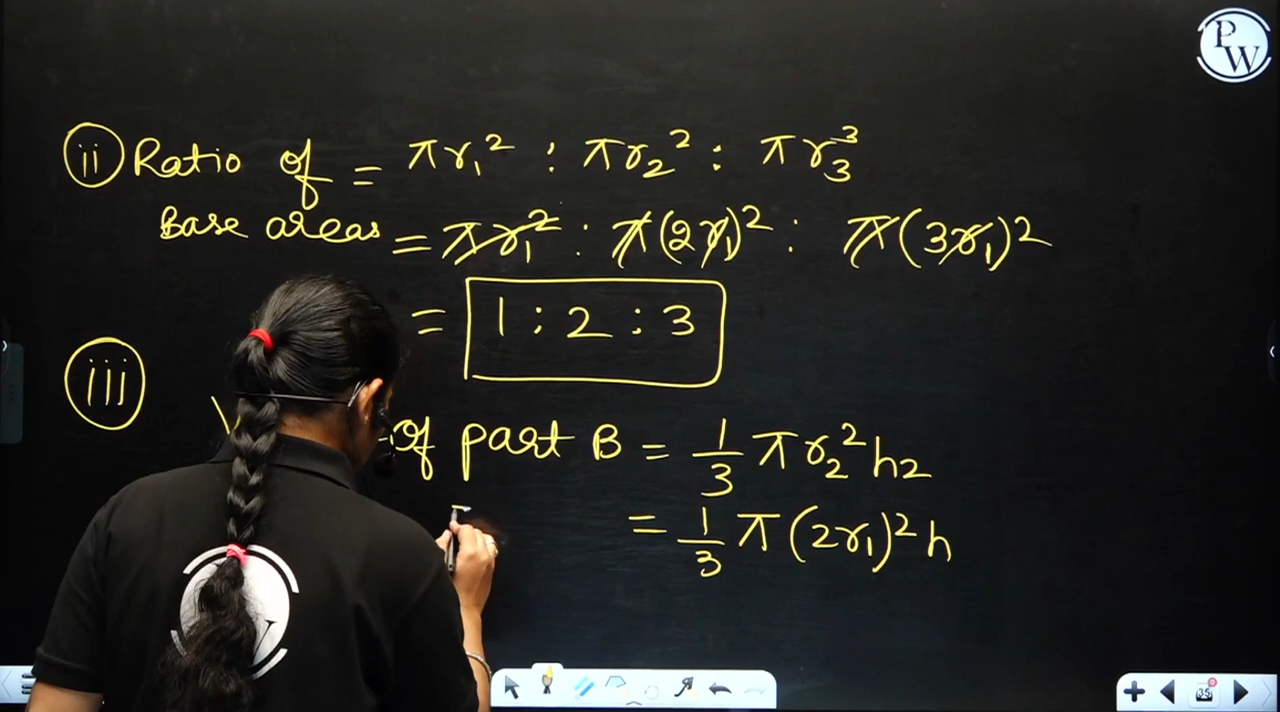 PW
ii Ratio of = πr₁² : πr₂² : πr₃³
Base areas = πr₁² : π(2r₁)² : π(3r₁)²
= 1 : 2 : 3
iii
of part B = 1/3 πr₂²h₂
= 1/3 π(2r₁)²h
35